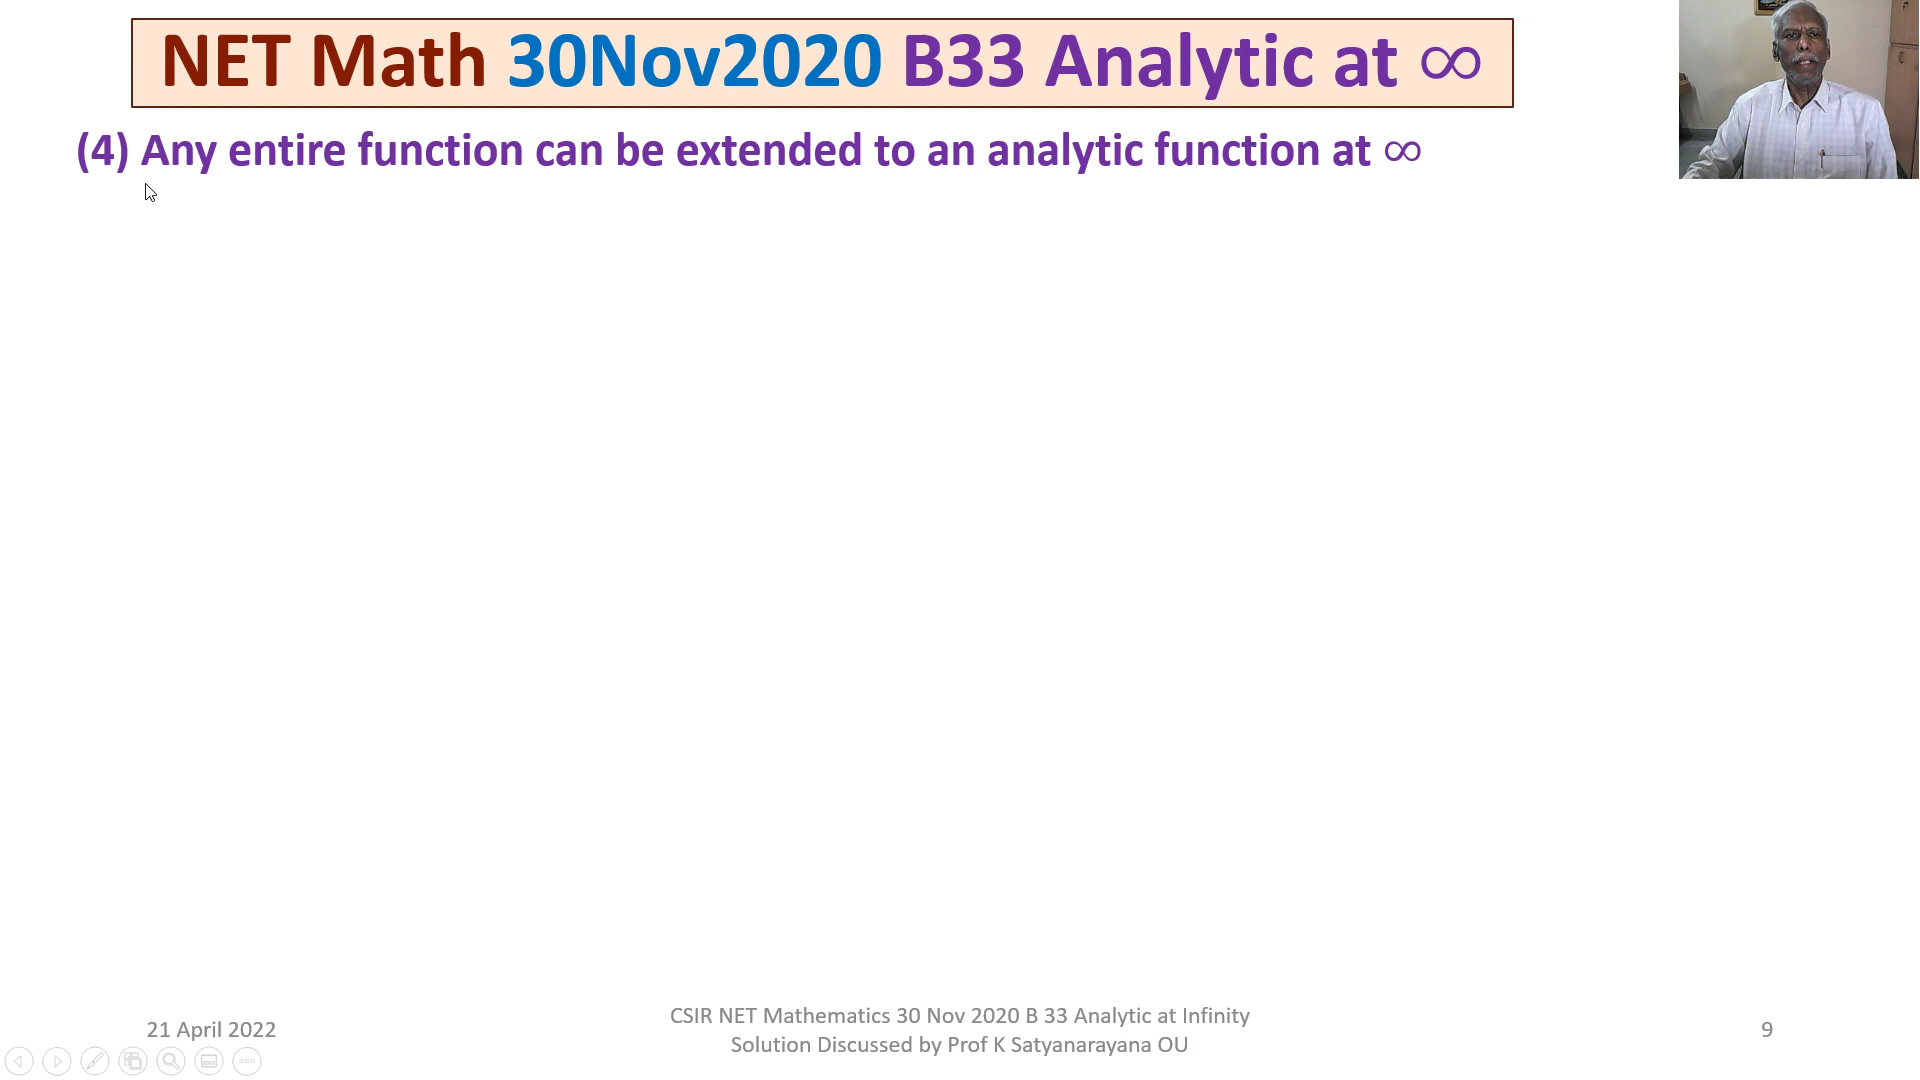 NET Math 30Nov2020 B33 Analytic at ∞
(4) Any entire function can be extended to an analytic function at ∞
21 April 2022
CSIR NET Mathematics 30 Nov 2020 B 33 Analytic at Infinity
Solution Discussed by Prof K Satyanarayana OU
9